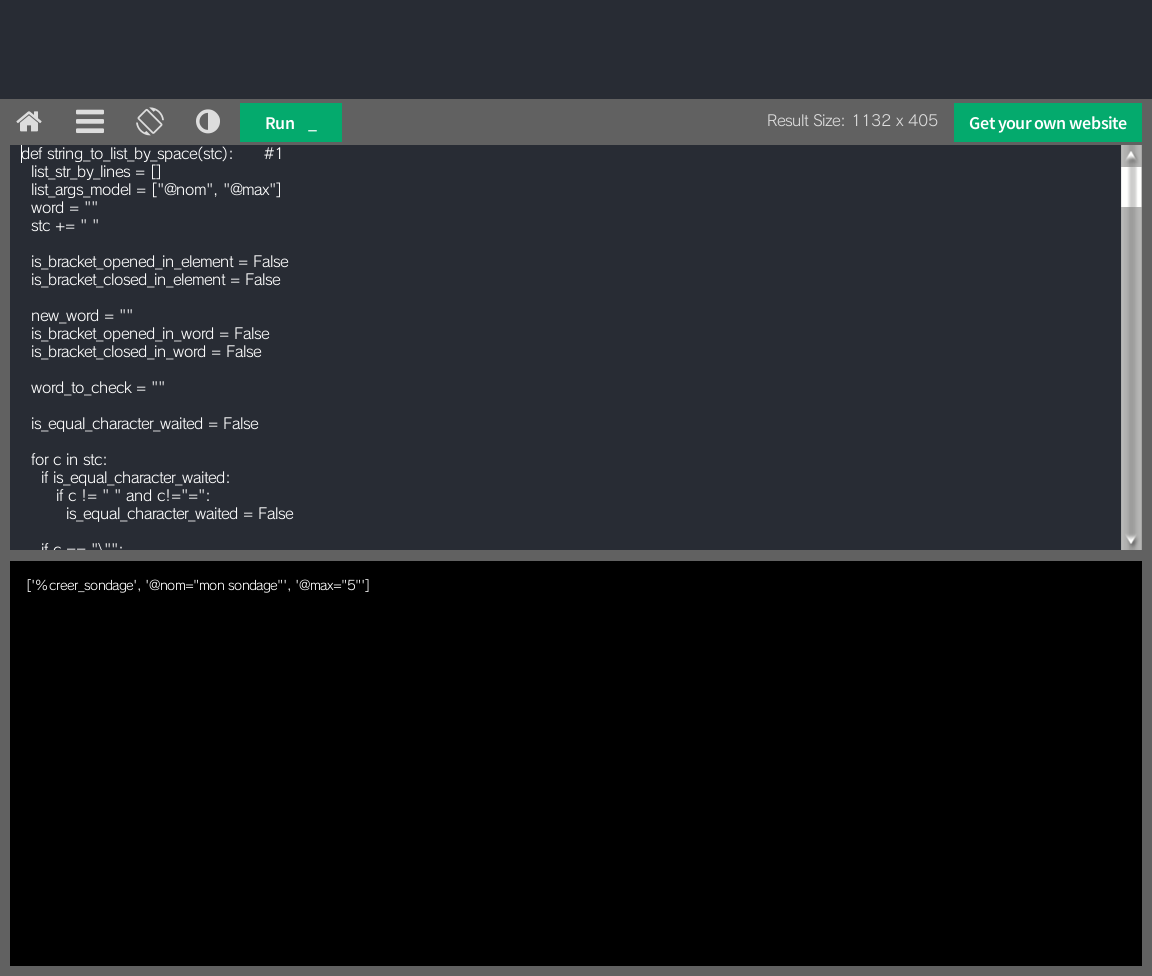 Run _
Result Size: 1132 x 405
Get your own website
def string_to_list_by_space(stc):      #1
  list_str_by_lines = []
  list_args_model = ["@nom", "@max"]
  word = ""
  stc += " "
  is_bracket_opened_in_element = False
  is_bracket_closed_in_element = False
  new_word = ""
  is_bracket_opened_in_word = False
  is_bracket_closed_in_word = False
  word_to_check = ""
  is_equal_character_waited = False
  for c in stc:
    if is_equal_character_waited:
       if c != " " and c!="=":
         is_equal_character_waited = False
    if c == "\"":
['%creer_sondage', '@nom="mon sondage"', '@max="5"']